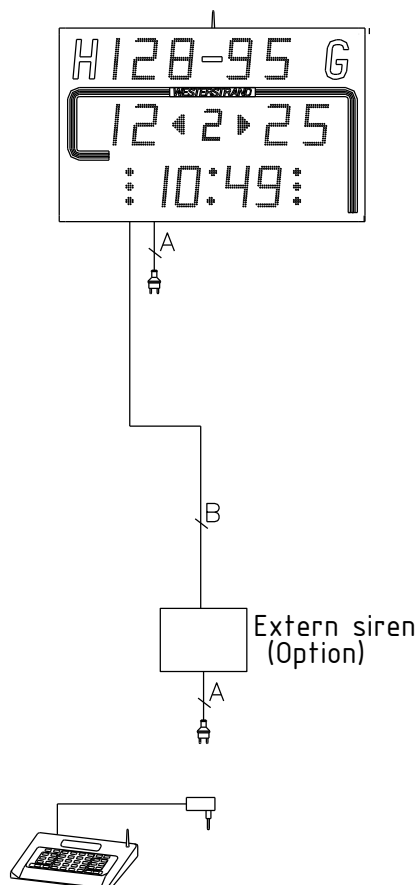 H128-95 G
WESTERSTRAND
12 2 25
10:49:
A
B
Extern siren
(Option)
A